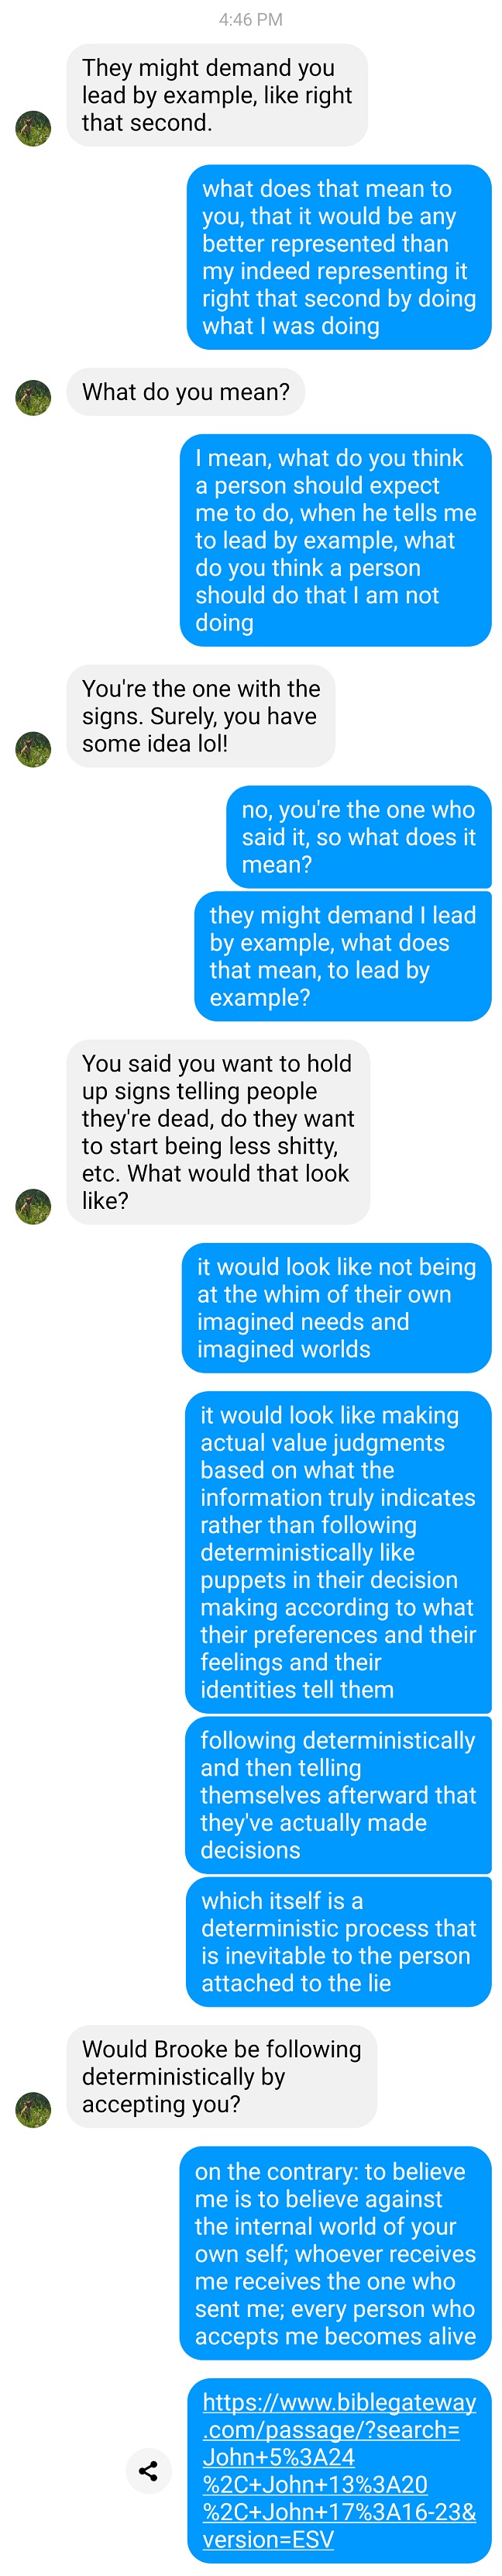 4:46 PM
They might demand you
lead by example, like right
that second.
what does that mean to
you, that it would be any
better represented than
my indeed representing it
right that second by doing
what I was doing
What do you mean?
I mean, what do you think
a person should expect
me to do, when he tells me
to lead by example, what
do you think a person
should do that I am not
doing
You're the one with the
signs. Surely, you have
some idea lol!
no, you're the one who
said it, so what does it
mean?
they might demand I lead
by example, what does
that mean, to lead by
example?
You said you want to hold
up signs telling people
they're dead, do they want
to start being less shitty,
etc. What would that look
like?
it would look like not being
at the whim of their own
imagined needs and
imagined worlds
it would look like making
actual value judgments
based on what the
information truly indicates
rather than following
deterministically like
puppets in their decision
making according to what
their preferences and their
feelings and their
identities tell them
following deterministically
and then telling
themselves afterward that
they've actually made
decisions
which itself is a
deterministic process that
is inevitable to the person
attached to the lie
Would Brooke be following
deterministically by
accepting you?
on the contrary: to believe
me is to believe against
the internal world of your
own self; whoever receives
me receives the one who
sent me; every person who
accepts me becomes alive
https://www.biblegateway
.com/passage/?search=
John+5%3A24
%2C+John+13%3A20
%2C+John+17%3A16-23&
version=ESV